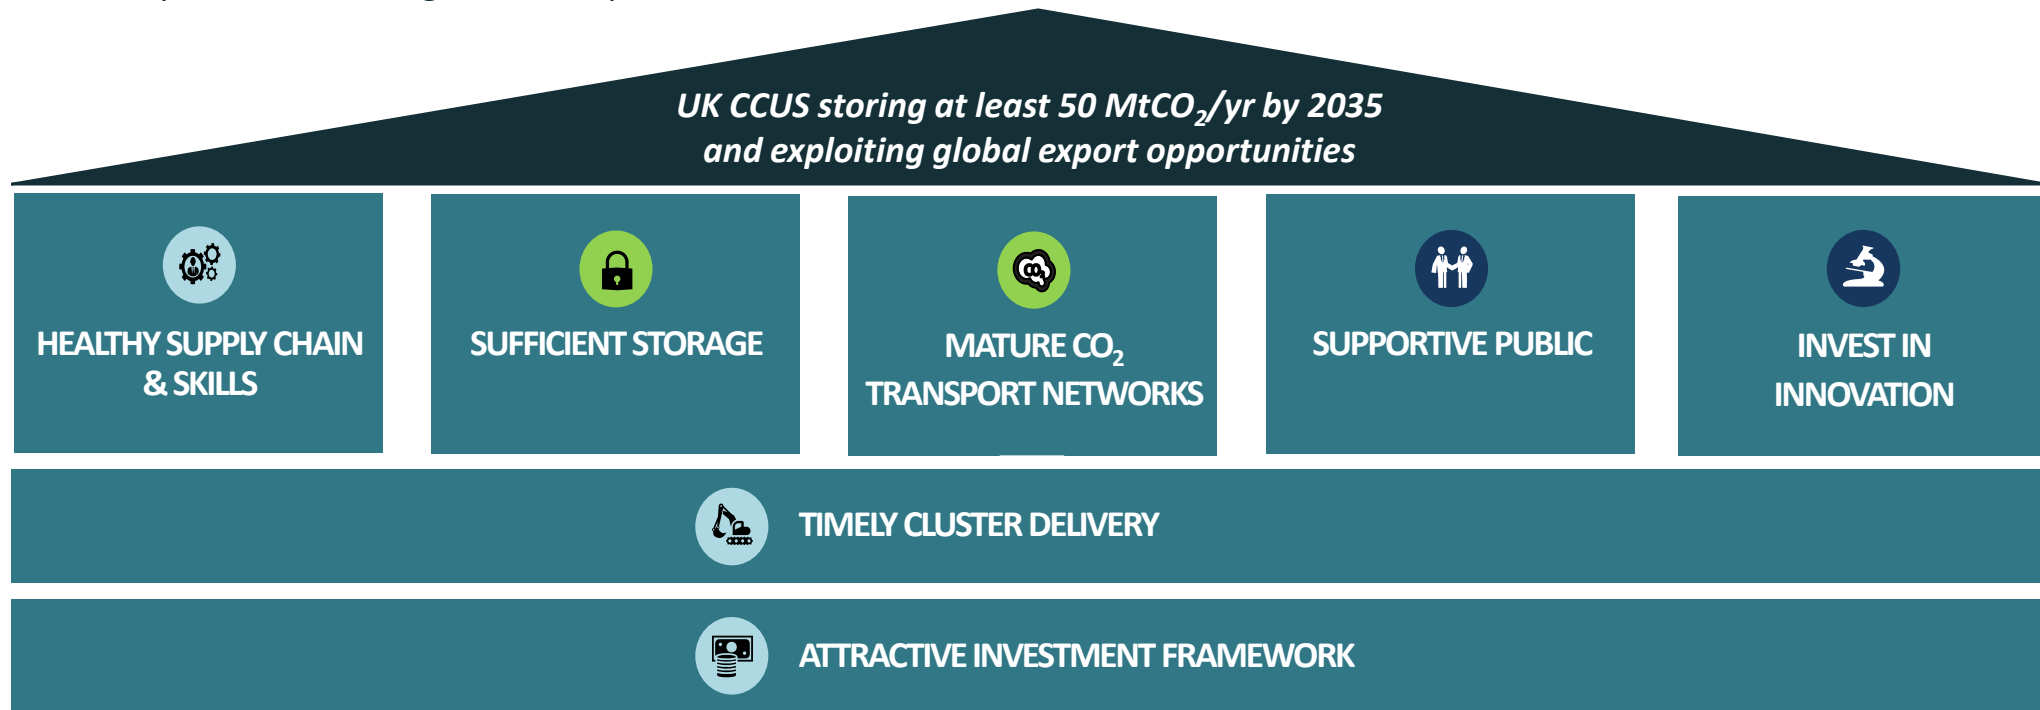 UK CCUS storing at least 50 MtCO₂/yr by 2035
and exploiting global export opportunities
HEALTHY SUPPLY CHAIN
& SKILLS
SUFFICIENT STORAGE
MATURE CO₂
TRANSPORT NETWORKS
SUPPORTIVE PUBLIC
INVEST IN
INNOVATION
CO₂
TIMELY CLUSTER DELIVERY
ATTRACTIVE INVESTMENT FRAMEWORK